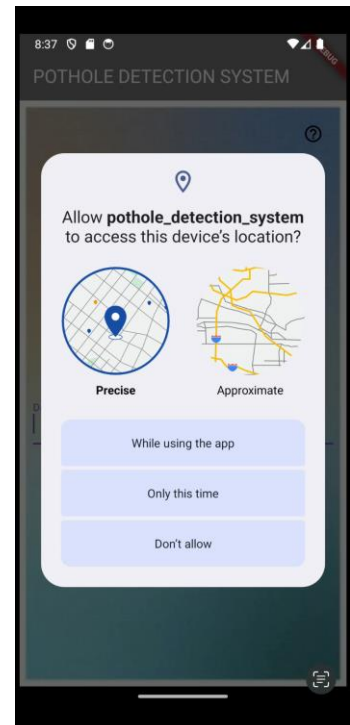 8:37
DEBUG
POTHOLE DETECTION SYSTEM
Allow pothole_detection_system
to access this device's location?
Precise
Approximate
While using the app
Only this time
Don't allow